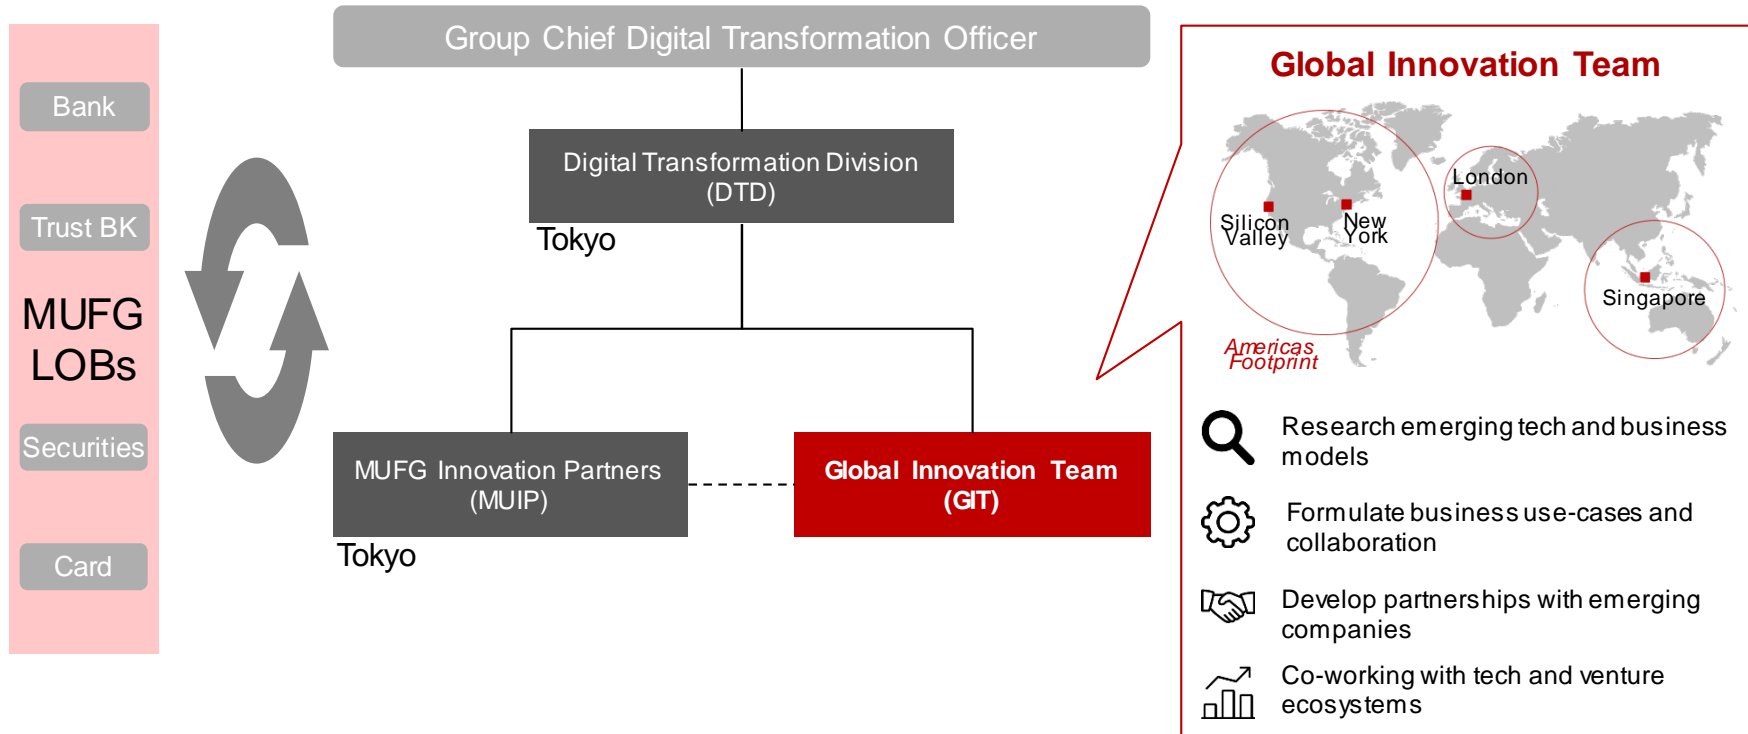 Group Chief Digital Transformation Officer
Bank
Trust BK
MUFG
LOBs
Securities
Card
Digital Transformation Division
(DTD)
Tokyo
MUFG Innovation Partners
(MUIP)
Tokyo
Global Innovation Team
(GIT)
Global Innovation Team
London
Silicon
Valley
New
York
Singapore
Americas
Footprint
Research emerging tech and business
models
Formulate business use-cases and
collaboration
Develop partnerships with emerging
companies
Co-working with tech and venture
ecosystems